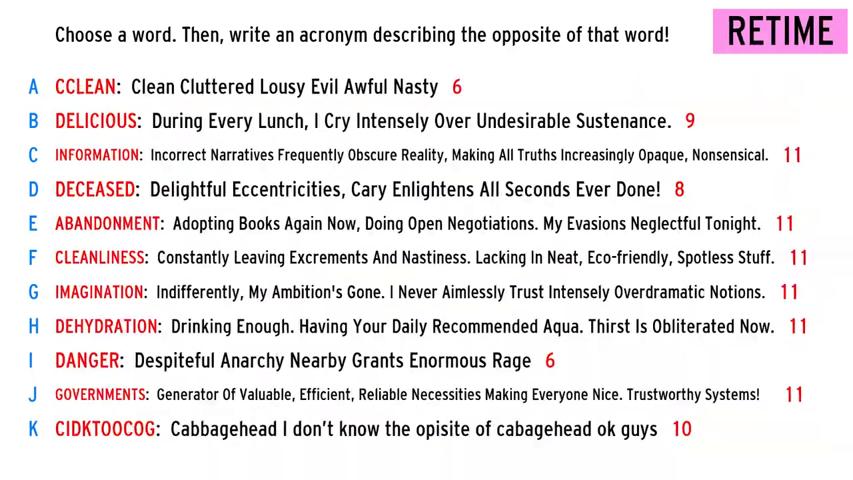 Choose a word. Then, write an acronym describing the opposite of that word!
RETIME
A CCLEAN: Clean Cluttered Lousy Evil Awful Nasty 6
B DELICIOUS: During Every Lunch, I Cry Intensely Over Undesirable Sustenance. 9
C INFORMATION: Incorrect Narratives Frequently Obscure Reality, Making All Truths Increasingly Opaque, Nonsensical. 11
D DECEASED: Delightful Eccentricities, Cary Enlightens All Seconds Ever Done! 8
E ABANDONMENT: Adopting Books Again Now, Doing Open Negotiations. My Evasions Neglectful Tonight. 11
F CLEANLINESS: Constantly Leaving Excrements And Nastiness. Lacking In Neat, Eco-friendly, Spotless Stuff. 11
G IMAGINATION: Indifferently, My Ambition's Gone. I Never Aimlessly Trust Intensely Overdramatic Notions. 11
H DEHYDRATION: Drinking Enough. Having Your Daily Recommended Aqua. Thirst Is Obliterated Now. 11
I DANGER: Despiteful Anarchy Nearby Grants Enormous Rage 6
J GOVERNMENTS: Generator Of Valuable, Efficient, Reliable Necessities Making Everyone Nice. Trustworthy Systems! 11
K CIDKTOOCOG: Cabbagehead I don't know the opisite of cabagehead ok guys 10